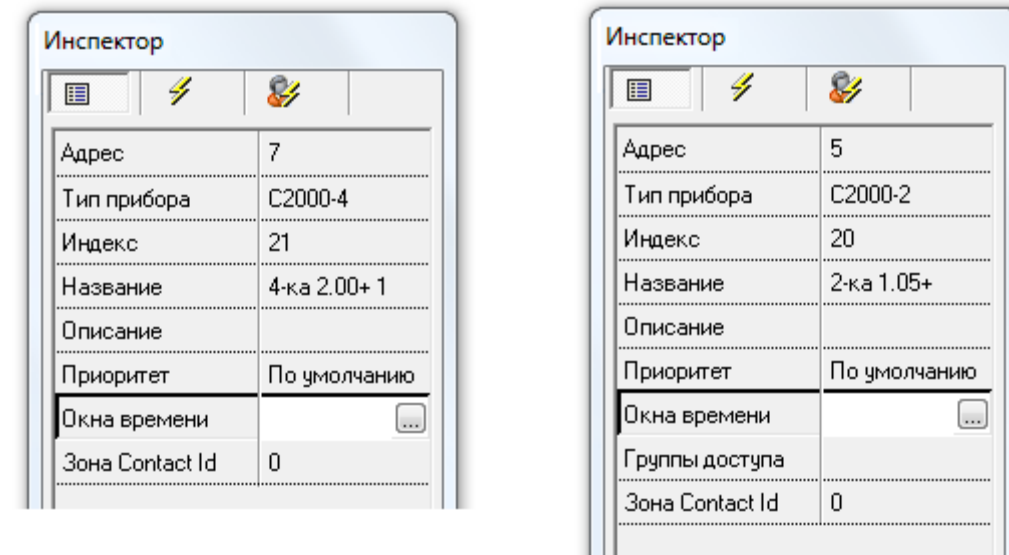 Инспектор
Адрес 7
Тип прибора С2000-4
Индекс 21
Название 4-ка 2.00+ 1
Описание
Приоритет По умолчанию
Окна времени ...
Зона Contact Id 0
Инспектор
Адрес 5
Тип прибора С2000-2
Индекс 20
Название 2-ка 1.05+
Описание
Приоритет По умолчанию
Окна времени ...
Группы доступа
Зона Contact Id 0